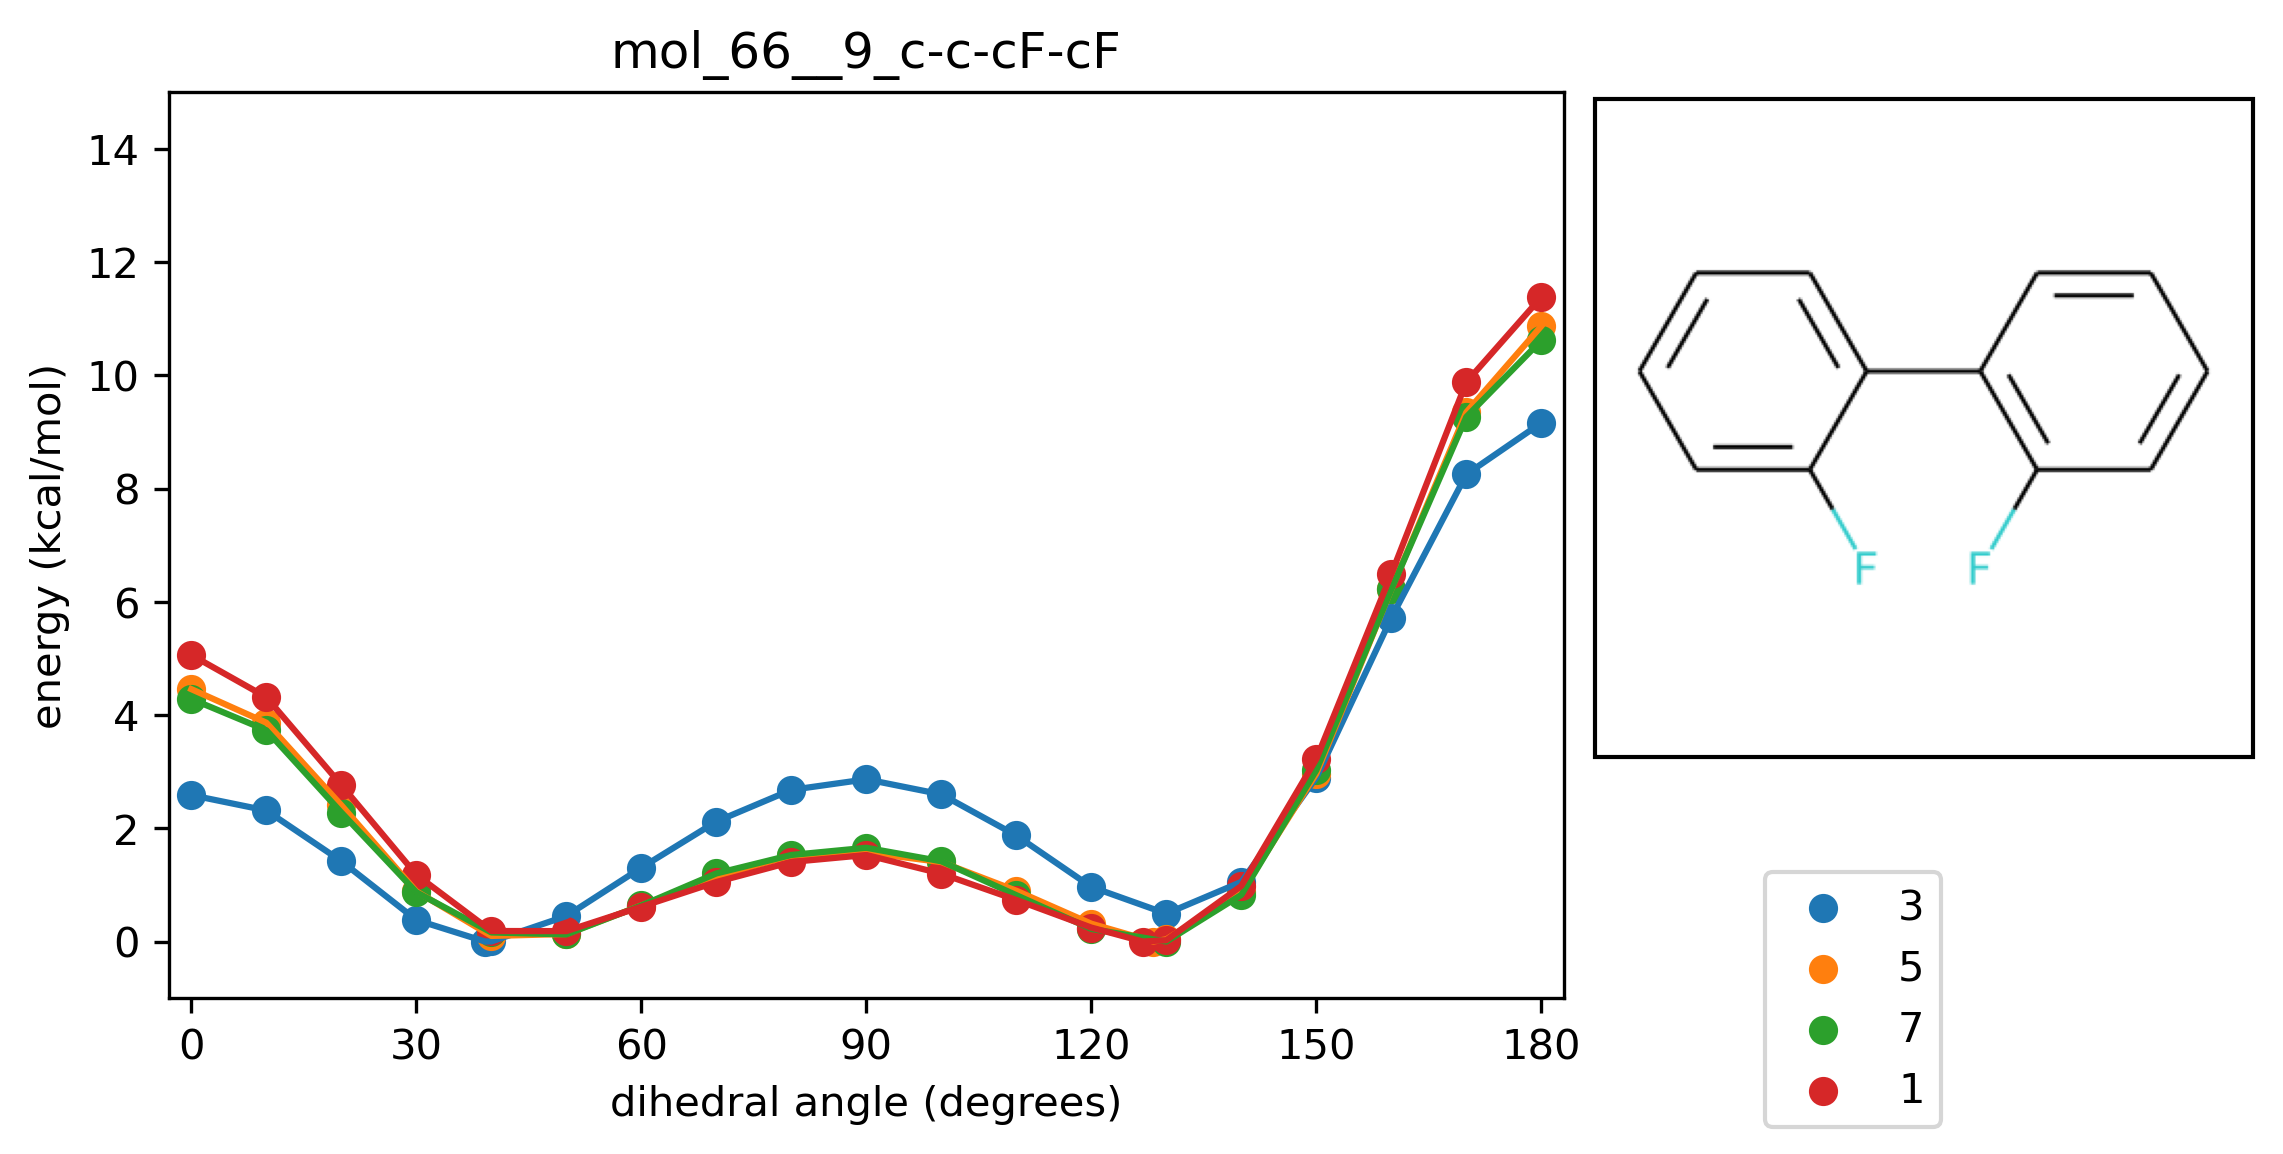 mol_66__9_c-c-cF-cF
energy (kcal/mol)
14
12
10
8
6
4
2
0
0 30 60 90 120 150 180
dihedral angle (degrees)
F F
3
5
7
1